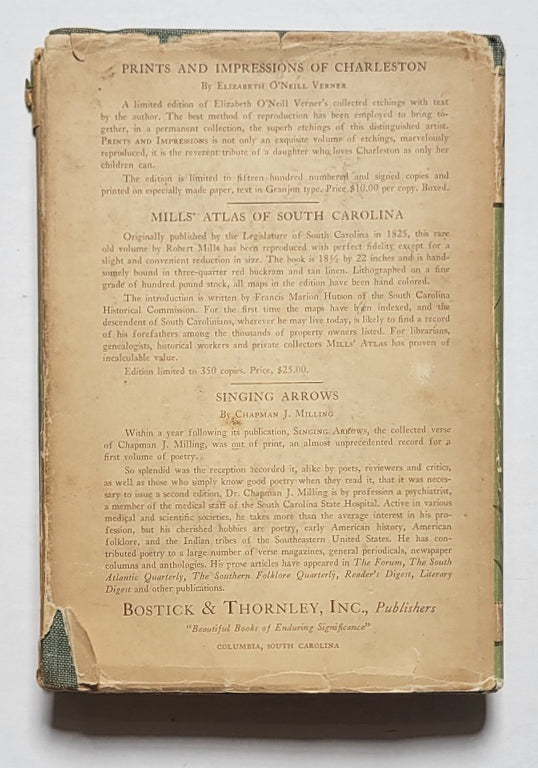 PRINTS AND IMPRESSIONS OF CHARLESTON
By Elizabeth O'Neill Verner
A limited edition of Elizabeth O'Neill Verner's collected etchings with text
by the author. The best method of reproduction has been employed to bring to-
gether, in a permanent collection, the superb etchings of this distinguished artist.
Prints and Impressions is not only an exquisite volume of etchings, marvelously
reproduced, it is the reverent tribute of a daughter who loves Charleston as only her
children can.
The edition is limited to fifteen hundred numbered and signed copies and
printed on especially made paper, text in Granjon type. Price $10.00 per copy. Boxed.
MILLS' ATLAS OF SOUTH CAROLINA
Originally published by the Legislature of South Carolina in 1825, this rare
old volume by Robert Mills has been reproduced with perfect fidelity except for a
slight and convenient reduction in size. The book is 18½ by 22 inches and is hand-
somely bound in three-quarter red buckram and tan linen. Lithographed on a fine
grade of hundred pound stock, all maps in the edition have been hand colored.
The introduction is written by Francis Marion Hutson of the South Carolina
Historical Commission. For the first time the maps have been indexed, and the
descendent of South Carolinians, wherever he may live today, is likely to find a record
of his forefathers among the thousands of property owners listed. For librarians,
genealogists, historical workers and private collectors Mills' Atlas has proven of
incalculable value.
Edition limited to 350 copies. Price, $25.00.
SINGING ARROWS
By Chapman J. Milling
Within a year following its publication, Singing Arrows, the collected verse
of Chapman J. Milling, was out of print, an almost unprecedented record for a
first volume of poetry.
So splendid was the reception accorded it, alike by poets, reviewers and critics,
as well as those who simply know good poetry when they read it, that it was neces-
sary to issue a second edition. Dr. Chapman J. Milling is by profession a psychiatrist,
a member of the medical staff of the South Carolina State Hospital. Active in various
medical and scientific societies, he takes more than the average interest in his pro-
fession, but his cherished hobbies are poetry, early American history, American
folklore, and the Indian tribes of the Southeastern United States. He has con-
tributed poetry to a large number of verse magazines, general periodicals, newspaper
columns and anthologies. His prose articles have appeared in The Forum, The South
Atlantic Quarterly, The Southern Folklore Quarterly, Reader's Digest, Literary
Digest and other publications.
Bostick & Thornley, Inc., Publishers
"Beautiful Books of Enduring Significance"
COLUMBIA, SOUTH CAROLINA